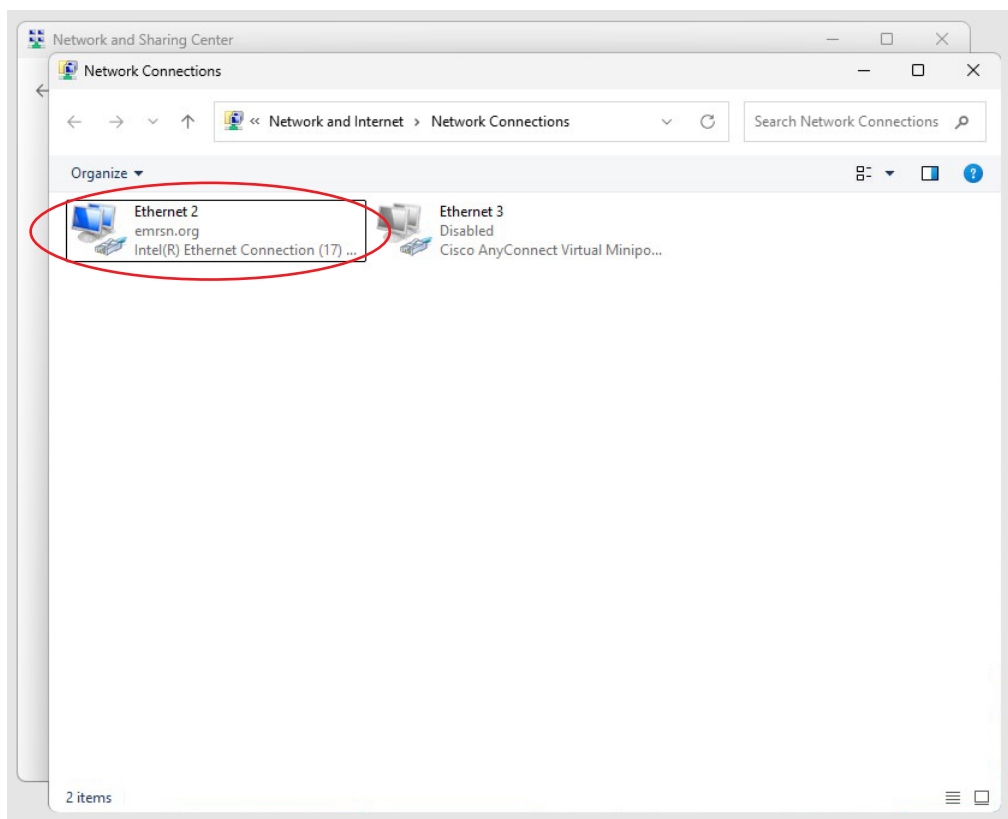 Network and Sharing Center
Network Connections
« Network and Internet › Network Connections
Search Network Connections
Organize
Ethernet 2
emrsn.org
Intel(R) Ethernet Connection (17) ...
Ethernet 3
Disabled
Cisco AnyConnect Virtual Minipo...
2 items